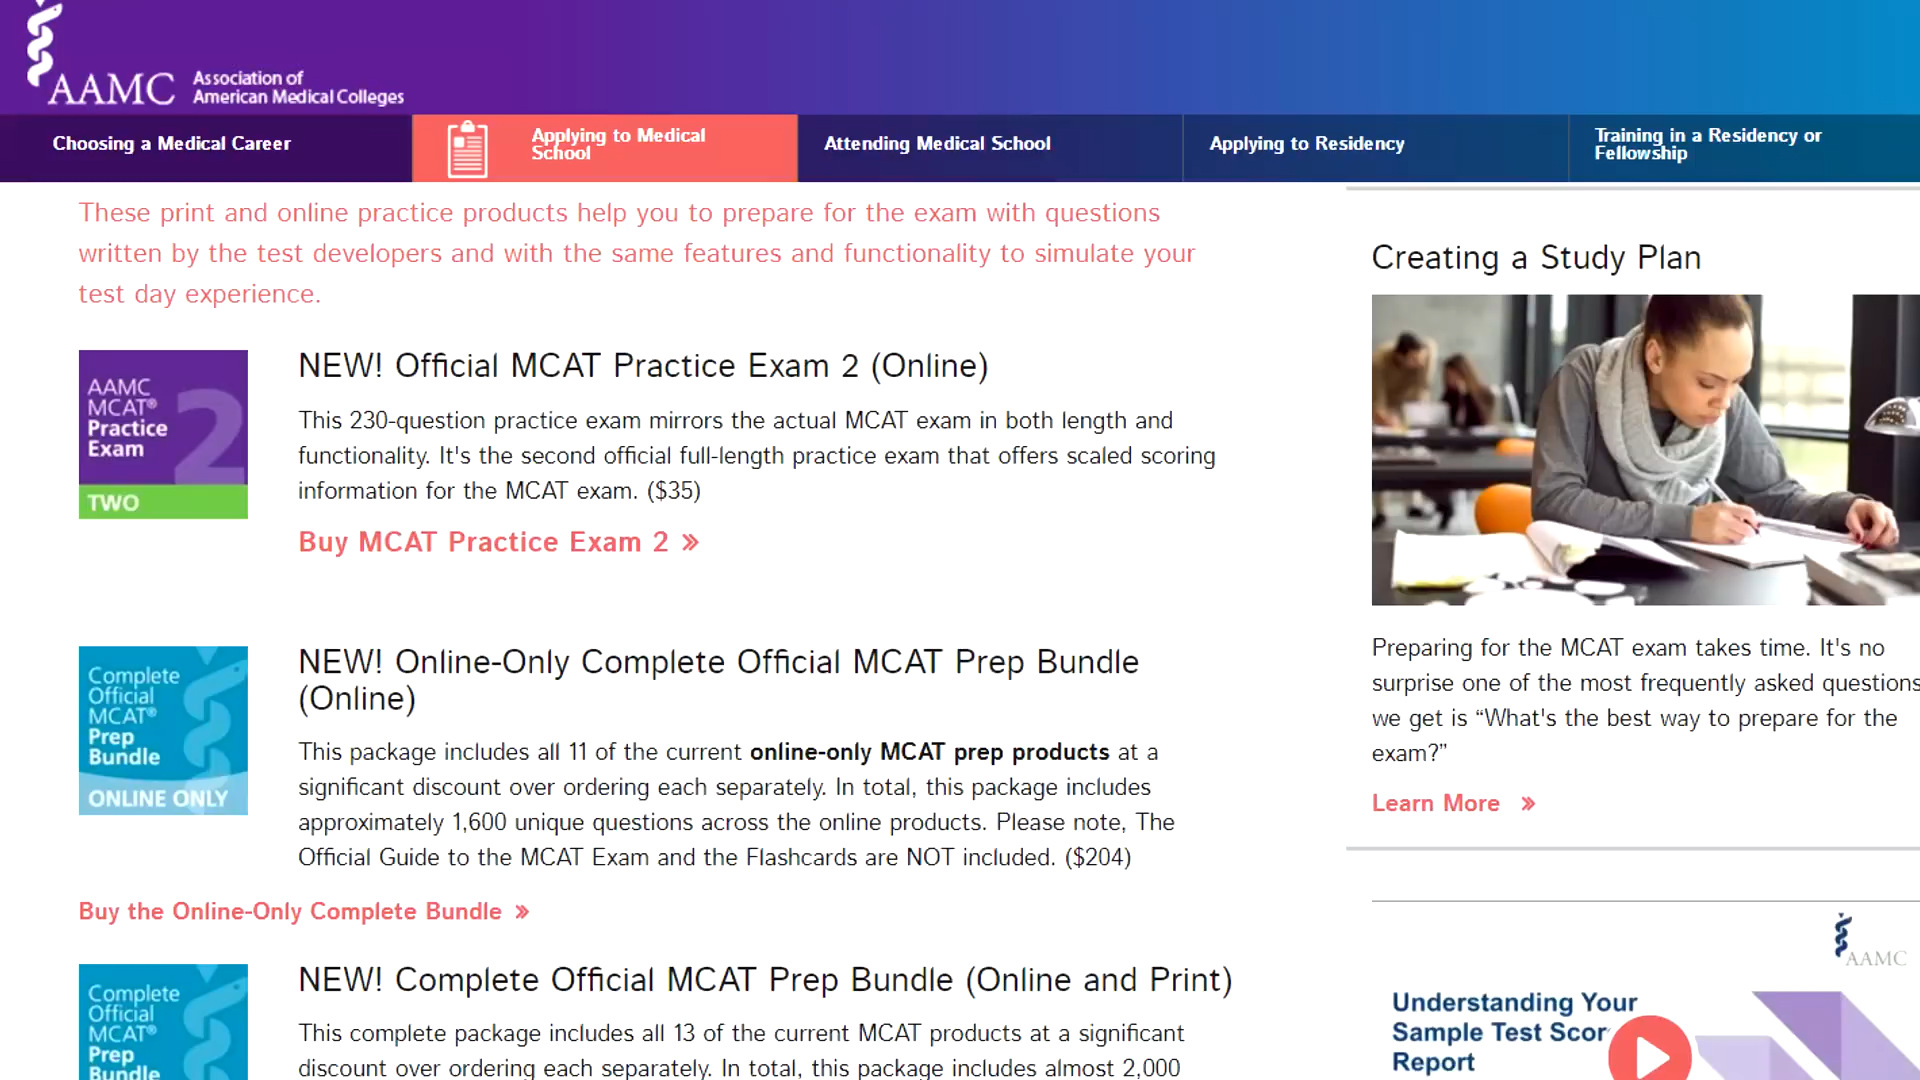 AAMC
Association of
American Medical Colleges
Choosing a Medical Career
Applying to Medical
School
Attending Medical School
Applying to Residency
Training in a Residency or
Fellowship
These print and online practice products help you to prepare for the exam with questions
written by the test developers and with the same features and functionality to simulate your
test day experience.
AAMC
MCAT®
Practice
Exam
2
TWO
NEW! Official MCAT Practice Exam 2 (Online)
This 230-question practice exam mirrors the actual MCAT exam in both length and
functionality. It's the second official full-length practice exam that offers scaled scoring
information for the MCAT exam. ($35)
Buy MCAT Practice Exam 2 »
Complete
Official
MCAT®
Prep
Bundle
ONLINE ONLY
NEW! Online-Only Complete Official MCAT Prep Bundle
(Online)
This package includes all 11 of the current online-only MCAT prep products at a
significant discount over ordering each separately. In total, this package includes
approximately 1,600 unique questions across the online products. Please note, The
Official Guide to the MCAT Exam and the Flashcards are NOT included. ($204)
Buy the Online-Only Complete Bundle »
Complete
Official
MCAT®
Prep
Bundle
NEW! Complete Official MCAT Prep Bundle (Online and Print)
This complete package includes all 13 of the current MCAT products at a significant
discount over ordering each separately. In total, this package includes almost 2,000
Creating a Study Plan
Preparing for the MCAT exam takes time. It's no
surprise one of the most frequently asked questions
we get is “What's the best way to prepare for the
exam?”
Learn More »
AAMC
Understanding Your
Sample Test Scor
Report